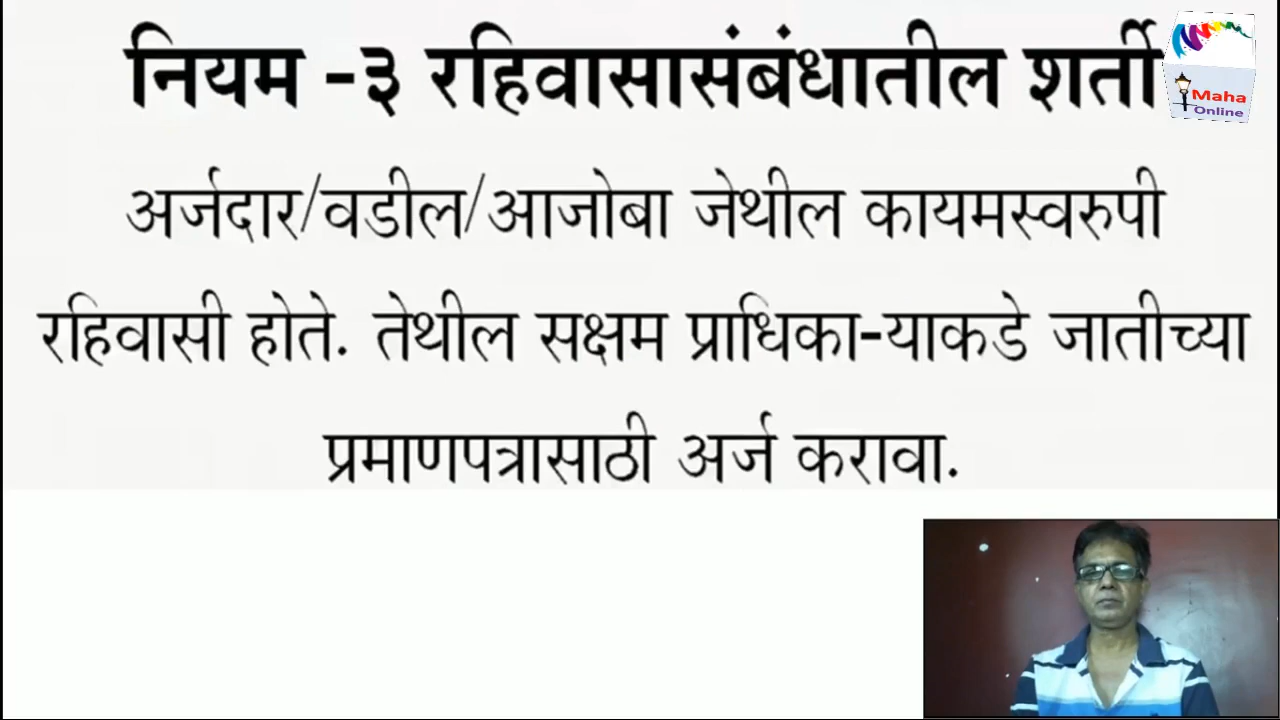 नियम -३ रहिवासासंबंधातील शर्ती
Maha
Online
अर्जदार/वडील/आजोबा जेथील कायमस्वरुपी
रहिवासी होते. तेथील सक्षम प्राधिका-याकडे जातीच्या
प्रमाणपत्रासाठी अर्ज करावा.